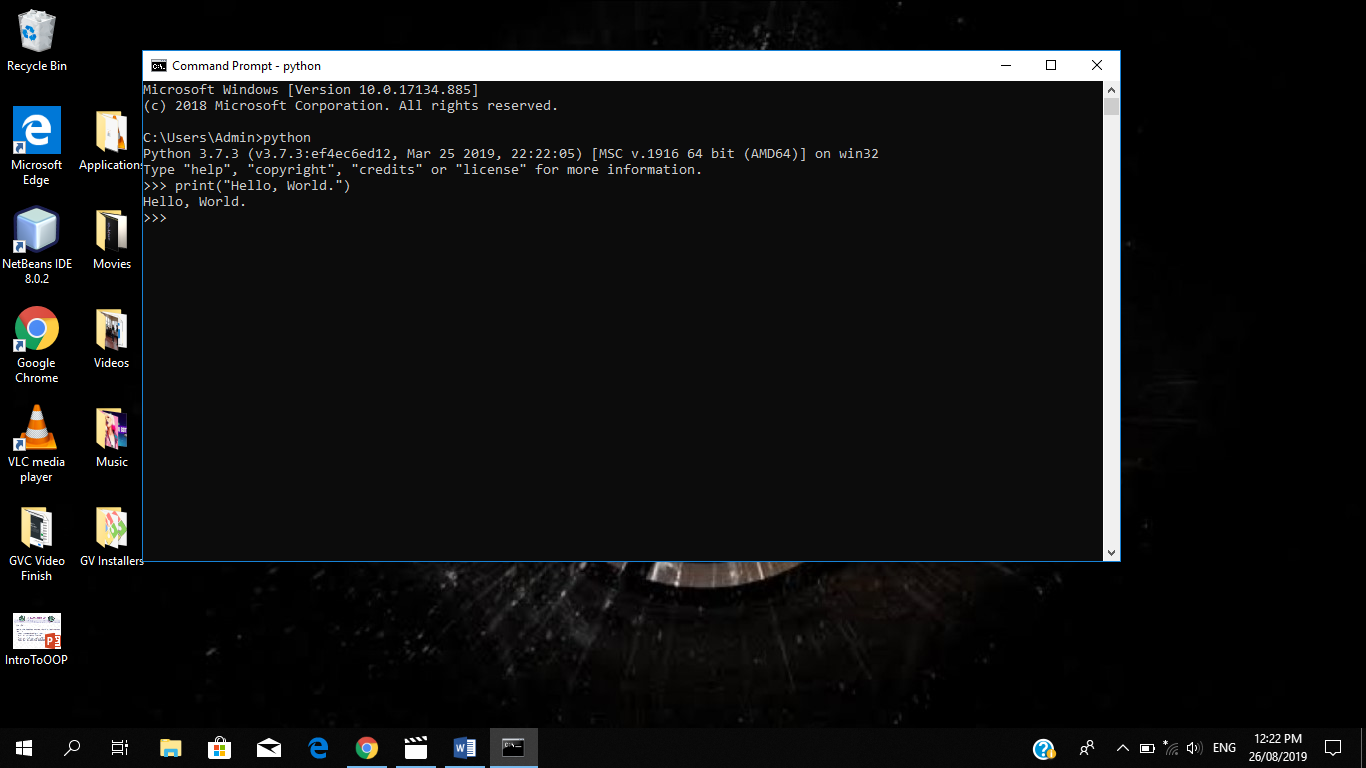 Recycle Bin
Command Prompt - python
Microsoft Windows [Version 10.0.17134.885]
(c) 2018 Microsoft Corporation. All rights reserved.
C:\Users\Admin>python
Python 3.7.3 (v3.7.3:ef4ec6ed12, Mar 25 2019, 22:22:05) [MSC v.1916 64 bit (AMD64)] on win32
Type "help", "copyright", "credits" or "license" for more information.
>>> print("Hello, World.")
Hello, World.
>>>
Microsoft
Edge
Application
NetBeans IDE
8.0.2
Movies
Google
Chrome
Videos
VLC media
player
Music
GVC Video
Finish
GV Installers
IntroToOOP
ENG
12:22 PM
26/08/2019